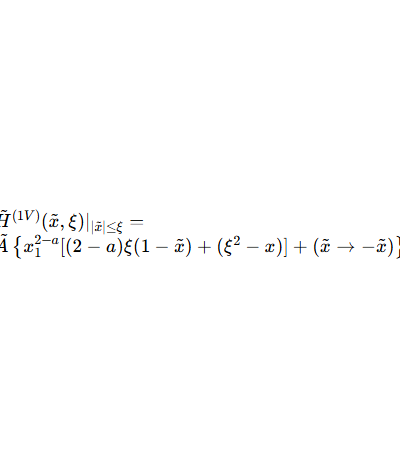 H̃^{(1V)}(x̃, ξ)|_{|x̃|≤ξ} =
Ã {x_1^{2−a}[(2 − a)ξ(1 − x̃) + (ξ^2 − x)] + (x̃ → −x̃)}